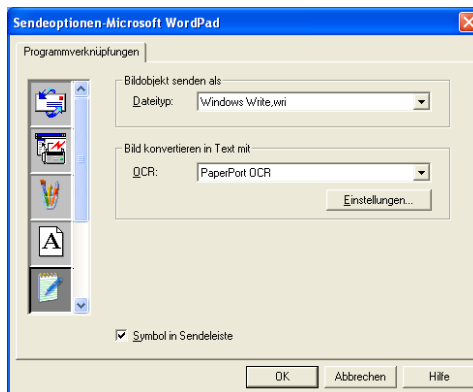 Sendeoptionen-Microsoft WordPad
Programmverknüpfungen
Bildobjekt senden als
Dateityp: Windows Write,wri
Bild konvertieren in Text mit
OCR: PaperPort OCR
Einstellungen...
A
Symbol in Sendeleiste
OK Abbrechen Hilfe